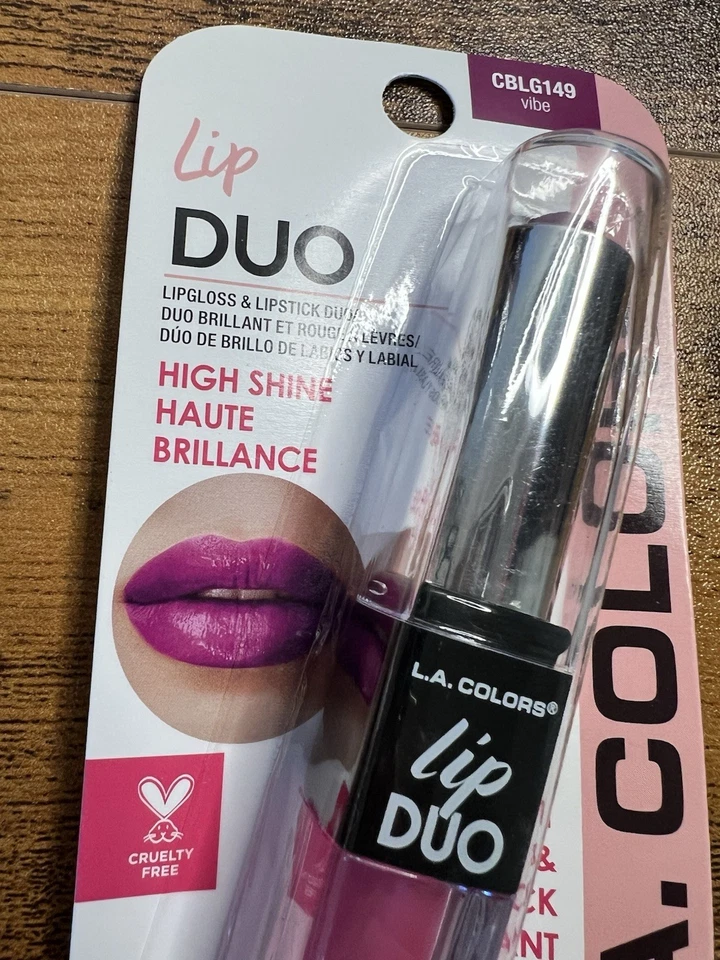 CBLG149
vibe
Lip
DUO
LIPGLOSS & LIPSTICK DUO/
DUO BRILLANT ET ROUGE À LÈVRES/
DÚO DE BRILLO DE LABIOS Y LABIAL
HIGH SHINE
HAUTE
BRILLANCE
L.A. COLORS®
Lip
DUO
CRUELTY
FREE
A. COLOR
&